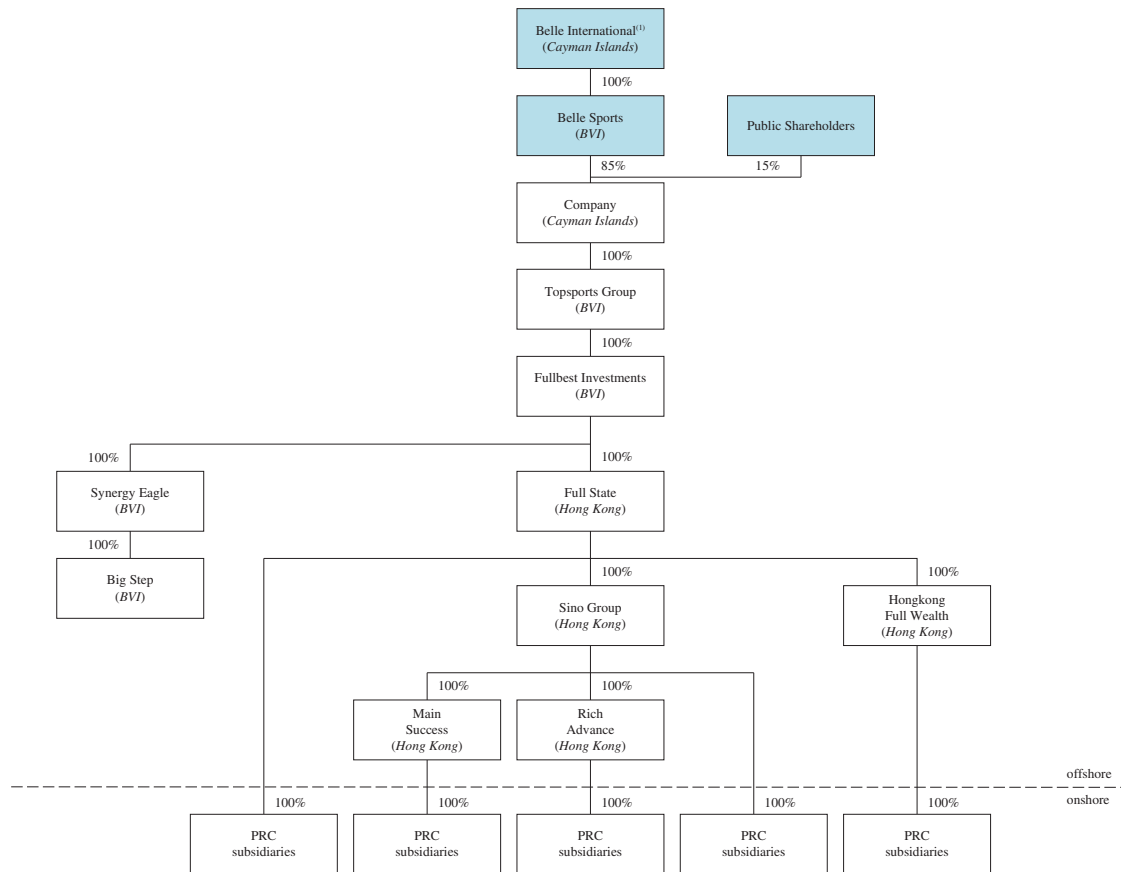 Belle International(1)
(Cayman Islands)
100%
Belle Sports
(BVI)
Public Shareholders
85%
15%
Company
(Cayman Islands)
100%
Topsports Group
(BVI)
100%
Fullbest Investments
(BVI)
100%
100%
Synergy Eagle
(BVI)
Full State
(Hong Kong)
100%
Big Step
(BVI)
100%
100%
Sino Group
(Hong Kong)
Hongkong
Full Wealth
(Hong Kong)
100%
100%
Main
Success
(Hong Kong)
Rich
Advance
(Hong Kong)
offshore
onshore
100%
100%
100%
100%
100%
PRC
subsidiaries
PRC
subsidiaries
PRC
subsidiaries
PRC
subsidiaries
PRC
subsidiaries